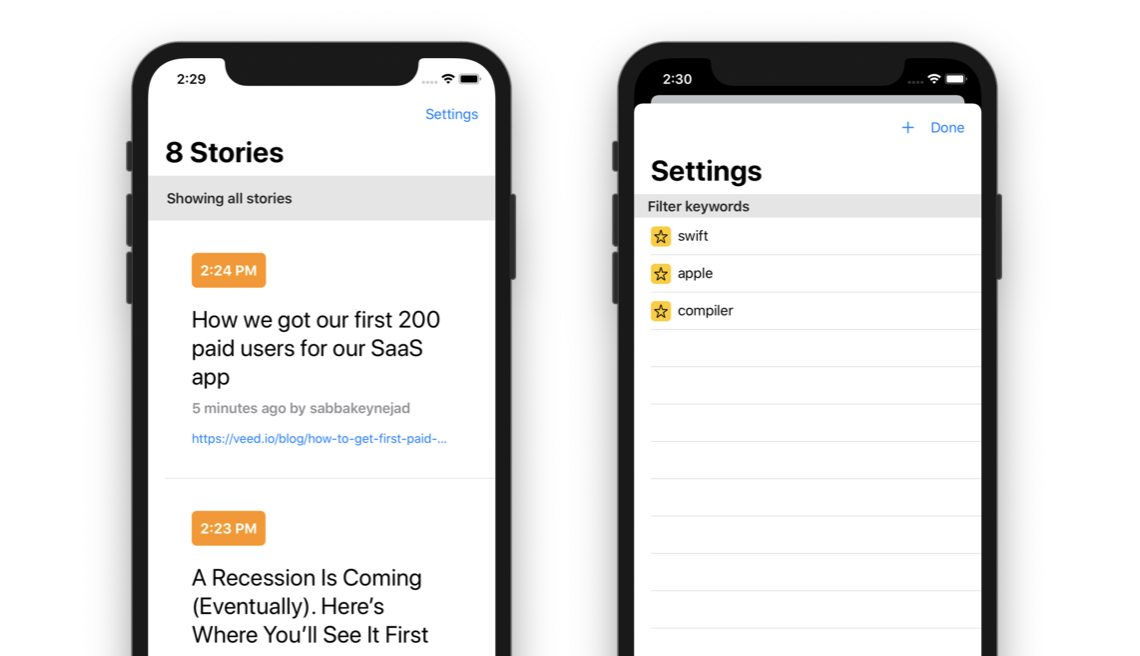 2:29
Settings
8 Stories
Showing all stories
2:24 PM
How we got our first 200
paid users for our SaaS
app
5 minutes ago by sabbakeynejad
https://veed.io/blog/how-to-get-first-paid-...
2:23 PM
A Recession Is Coming
(Eventually). Here’s
Where You’ll See It First
2:30
+ Done
Settings
Filter keywords
swift
apple
compiler